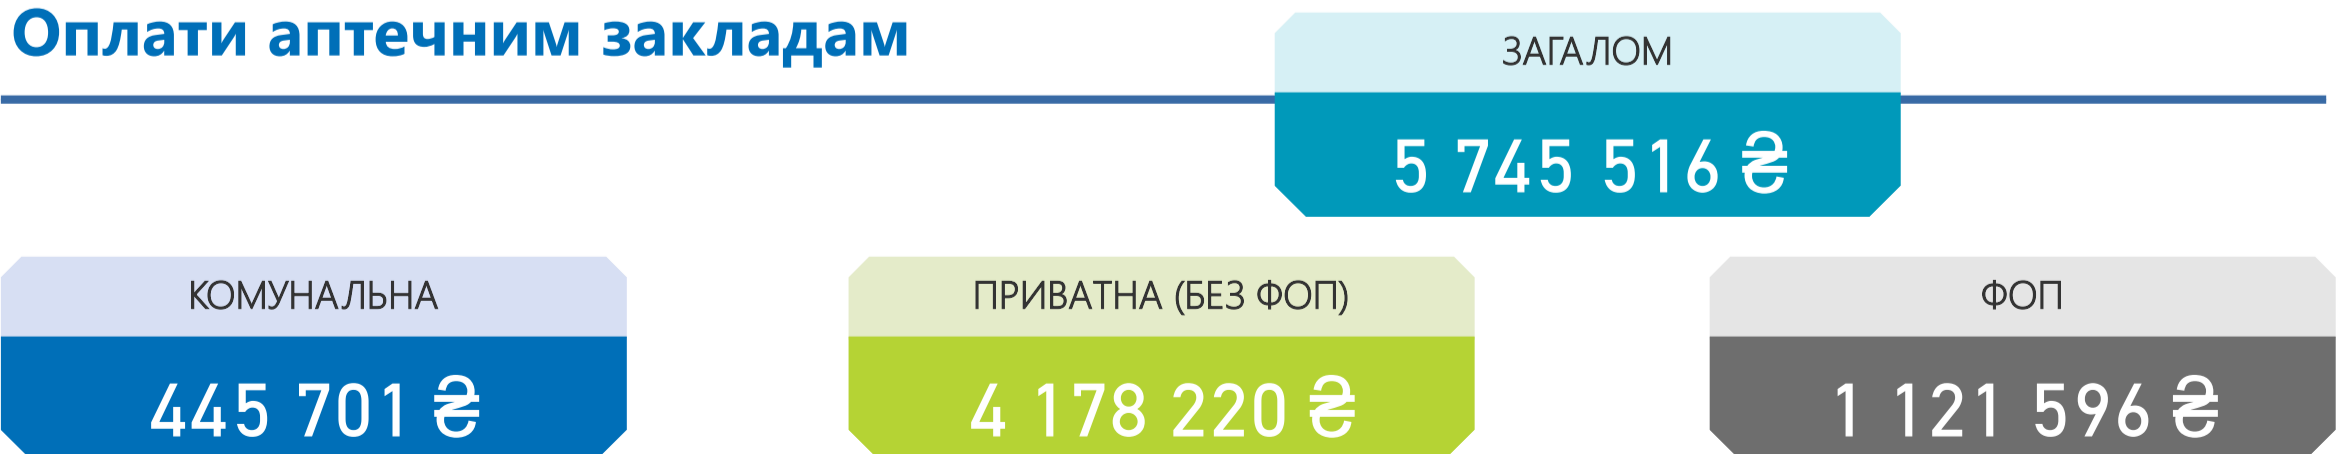 Оплати аптечним закладам
ЗАГАЛОМ
5 745 516 ₴
КОМУНАЛЬНА
445 701 ₴
ПРИВАТНА (БЕЗ ФОП)
4 178 220 ₴
ФОП
1 121 596 ₴